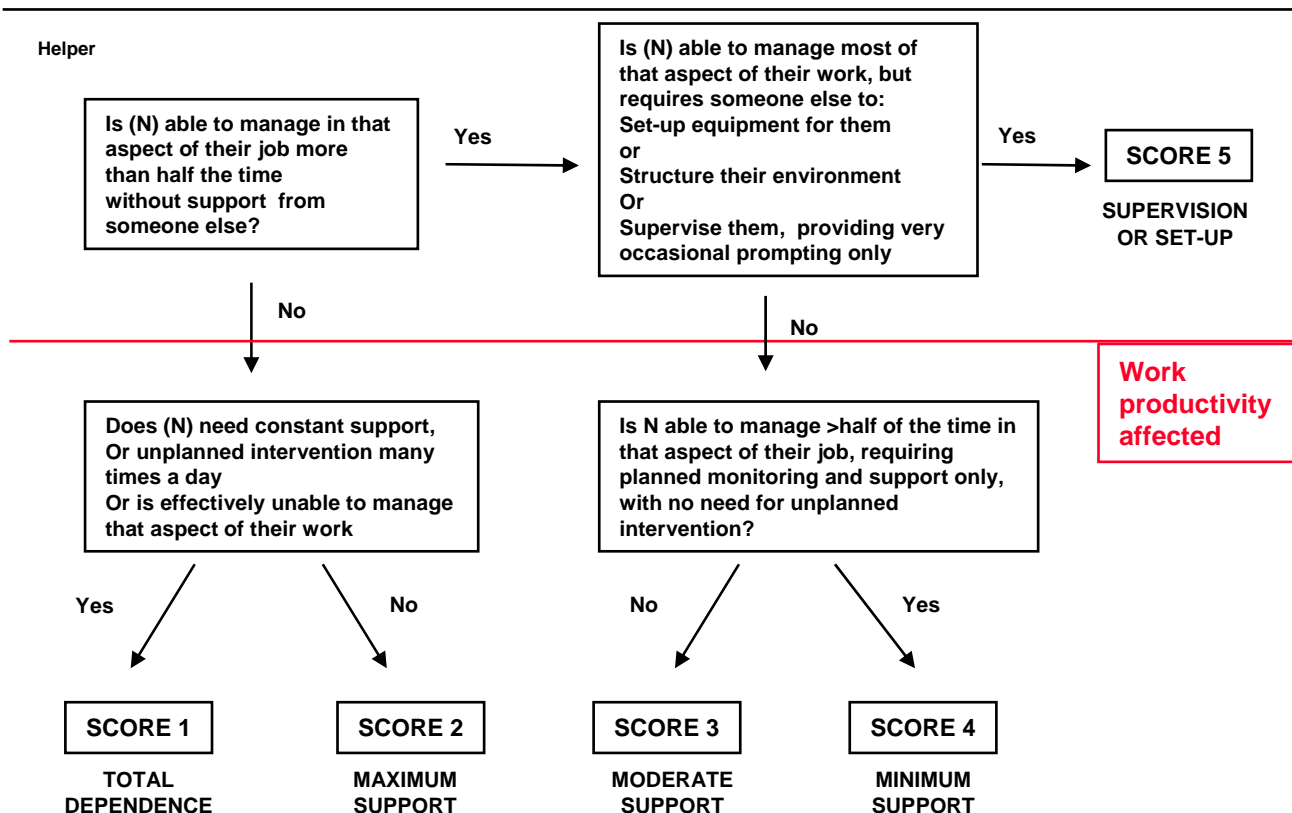 Helper
Is (N) able to manage in that
aspect of their job more
than half the time
without support from
someone else?
Yes
Is (N) able to manage most of
that aspect of their work, but
requires someone else to:
Set-up equipment for them
or
Structure their environment
Or
Supervise them, providing very
occasional prompting only
Yes
SCORE 5
SUPERVISION
OR SET-UP
No
No
Work
productivity
affected
Does (N) need constant support,
Or unplanned intervention many
times a day
Or is effectively unable to manage
that aspect of their work
Is N able to manage >half of the time in
that aspect of their job, requiring
planned monitoring and support only,
with no need for unplanned
intervention?
Yes
No
No
Yes
SCORE 1
SCORE 2
SCORE 3
SCORE 4
TOTAL
DEPENDENCE
MAXIMUM
SUPPORT
MODERATE
SUPPORT
MINIMUM
SUPPORT